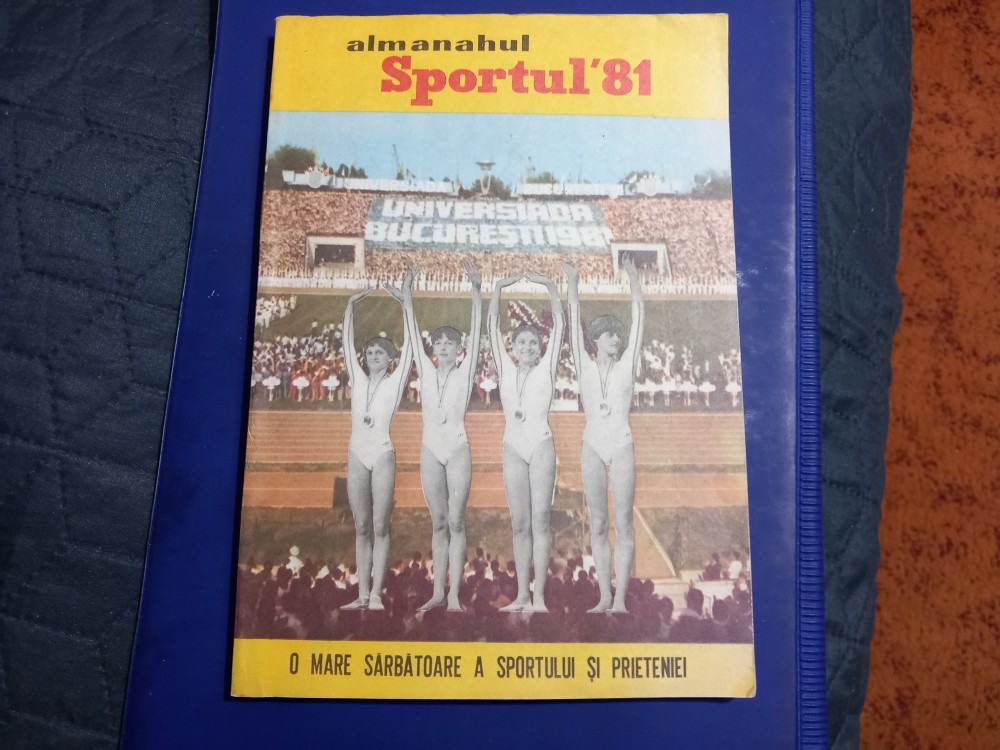 almanahul
Sportul'81
UNIVERSIADA
BUCUREȘTI 1981
O MARE SĂRBĂTOARE A SPORTULUI ȘI PRIETENIEI